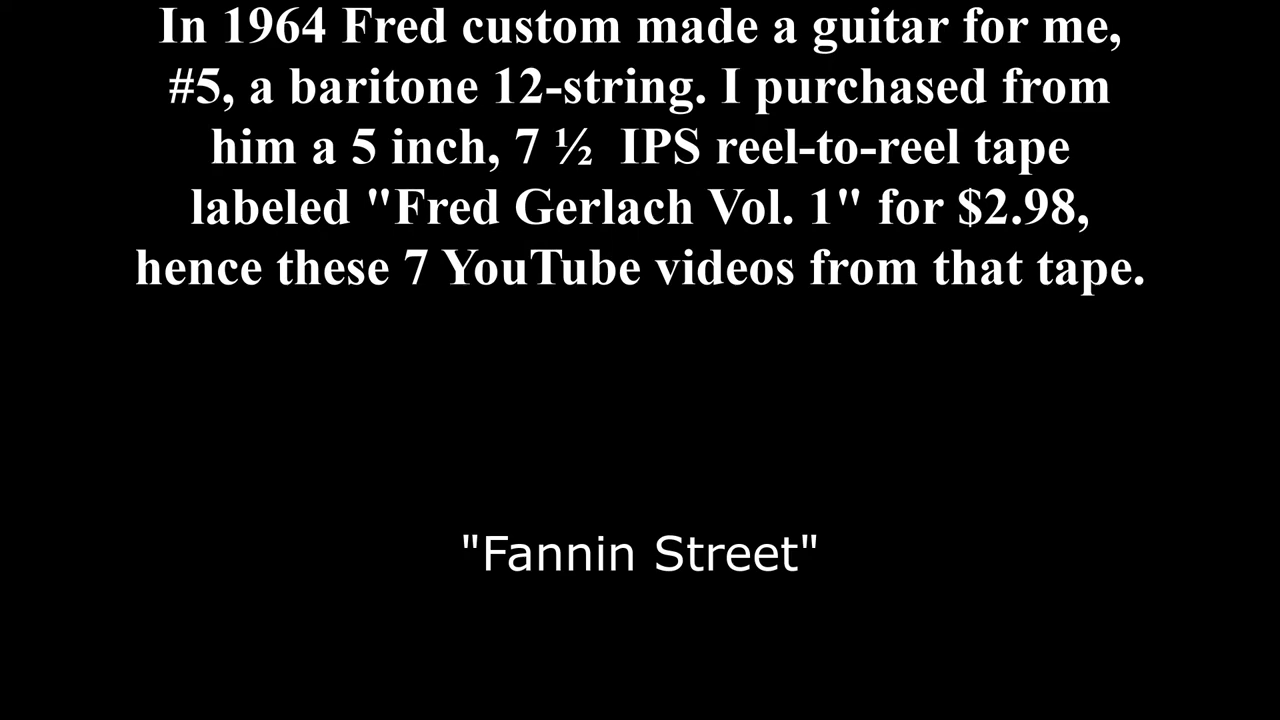 In 1964 Fred custom made a guitar for me,
#5, a baritone 12-string. I purchased from
him a 5 inch, 7 ½  IPS reel-to-reel tape
labeled "Fred Gerlach Vol. 1" for $2.98,
hence these 7 YouTube videos from that tape.
"Fannin Street"